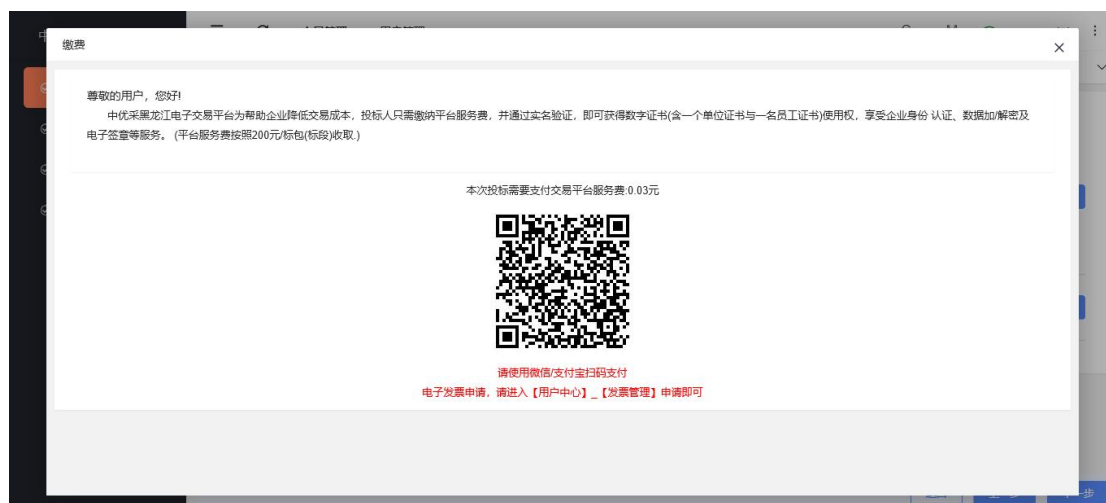 缴费
尊敬的用户，您好!
中优采黑龙江电子交易平台为帮助企业降低交易成本，投标人只需缴纳平台服务费，并通过实名验证，即可获得数字证书(含一个单位证书与一名员工证书)使用权，享受企业身份 认证、数据加/解密及
电子签章等服务。 (平台服务费按照200元/标包(标段)收取.)
本次投标需要支付交易平台服务费:0.03元
请使用微信/支付宝扫码支付
电子发票申请，请进入【用户中心】_【发票管理】申请即可